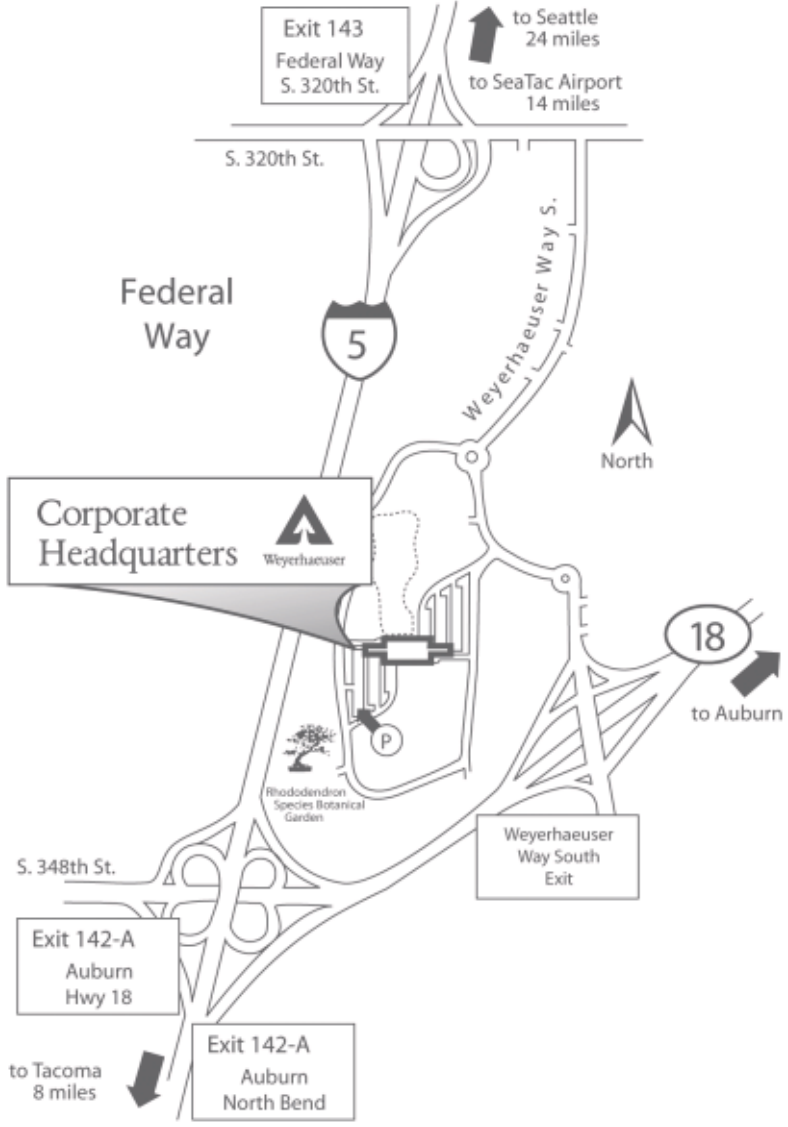 Exit 143
Federal Way
S. 320th St.
to Seattle
24 miles
to SeaTac Airport
14 miles
S. 320th St.
Weyerhaeuser Way S.
Federal
Way
5
North
Corporate
Headquarters
Weyerhaeuser
18
to Auburn
P
Rhododendron
Species Botanical
Garden
Weyerhaeuser
Way South
Exit
S. 348th St.
Exit 142-A
Auburn
Hwy 18
Exit 142-A
Auburn
North Bend
to Tacoma
8 miles